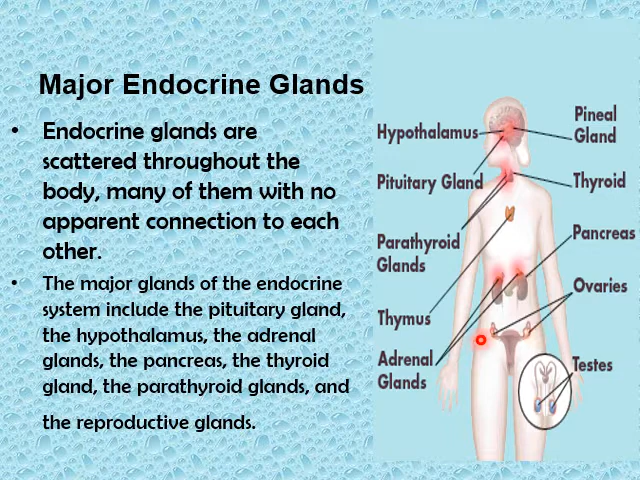 Major Endocrine Glands
• Endocrine glands are
scattered throughout the
body, many of them with no
apparent connection to each
other.
• The major glands of the endocrine
system include the pituitary gland,
the hypothalamus, the adrenal
glands, the pancreas, the thyroid
gland, the parathyroid glands, and
the reproductive glands.
Hypothalamus
Pituitary Gland
Parathyroid
Glands
Thymus
Adrenal
Glands
Pineal
Gland
Thyroid
Pancreas
Ovaries
Testes